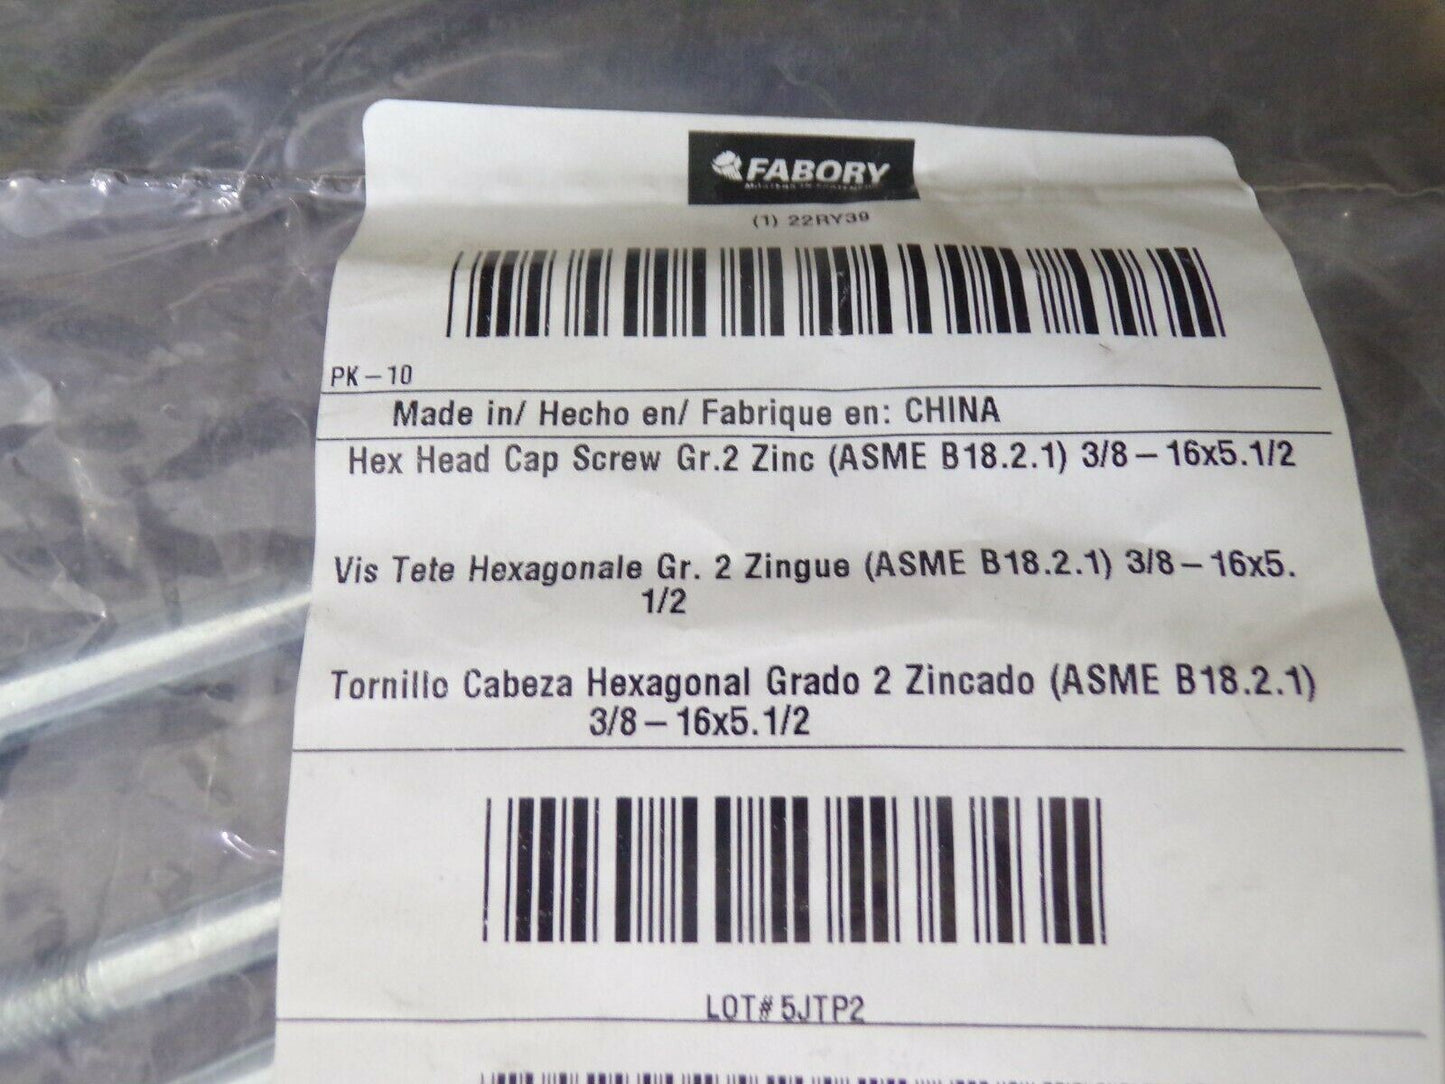 FABORY
(1) 22RY39
PK-10
Made in/ Hecho en/ Fabrique en: CHINA
Hex Head Cap Screw Gr.2 Zinc (ASME B18.2.1) 3/8-16x5.1/2
Vis Tete Hexagonale Gr. 2 Zingue (ASME B18.2.1) 3/8-16x5.
1/2
Tornillo Cabeza Hexagonal Grado 2 Zincado (ASME B18.2.1)
3/8-16x5.1/2
LOT# 5JTP2